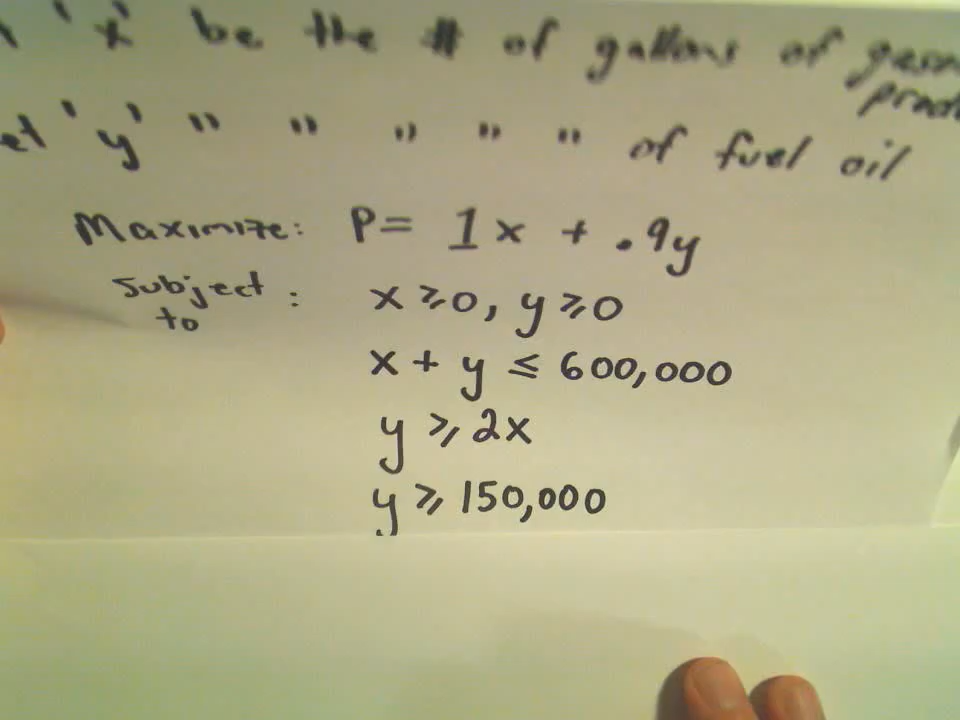 'x' be the # of gallons of
'y' " " " " " of fuel oil
Maximize: P= 1x + .9y
Subject to : x ≥ 0, y ≥ 0
x + y ≤ 600,000
y ≥ 2x
y ≥ 150,000